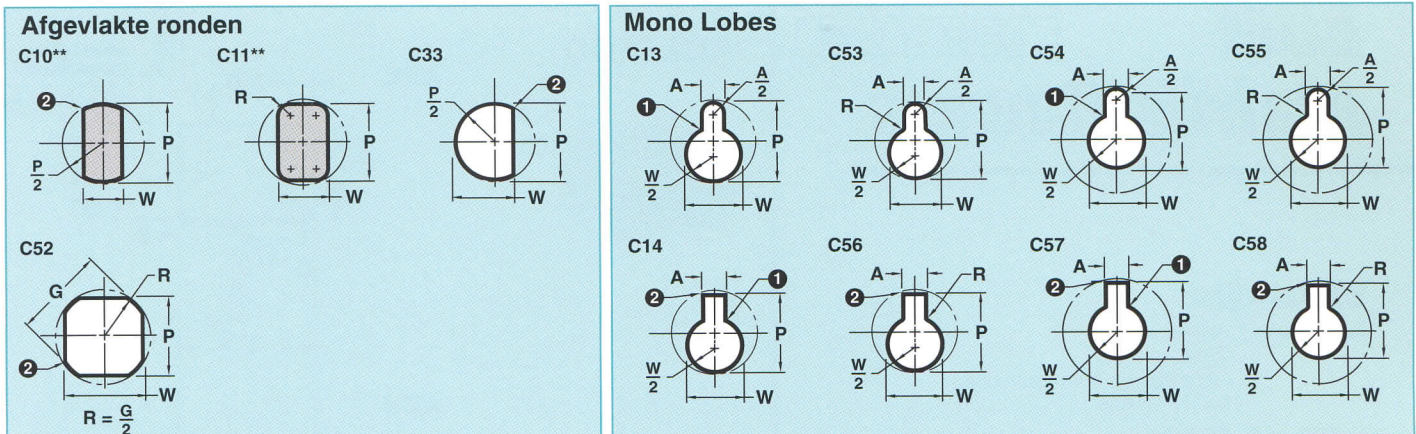 Afgevlakte ronden
C10** C11** C33
2 R P/2 2
P P P
P/2
W W W
C52
G R
P
2
W
R = G/2
Mono Lobes
C13 C53 C54 C55
A A/2 A A/2 A A/2 A A/2
1 R 1 R
P P P P
W/2 W/2 W/2 W/2
W W W W
C14 C56 C57 C58
A 1 A R A 1 A R
2 2 2 2
P P P P
W/2 W/2 W/2 W/2
W W W W